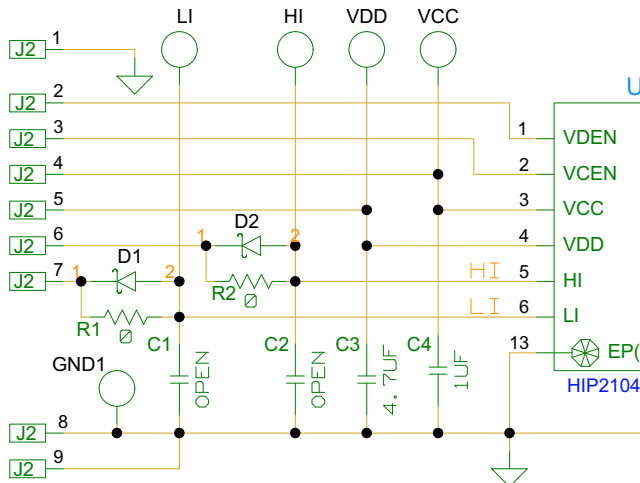 LI HI VDD VCC
J2 1
U
J2 2
J2 3 1 VDEN
J2 4 2 VCEN
J2 5 3 VCC
D2
J2 6 1 2 4 VDD
D1
J2 7 1 2 HI 5 HI
R2 0
LI 6 LI
R1 0
C1 C2 C3 C4 13 EP(
GND1 OPEN OPEN 4.7UF 1UF
HIP2104
J2 8
J2 9